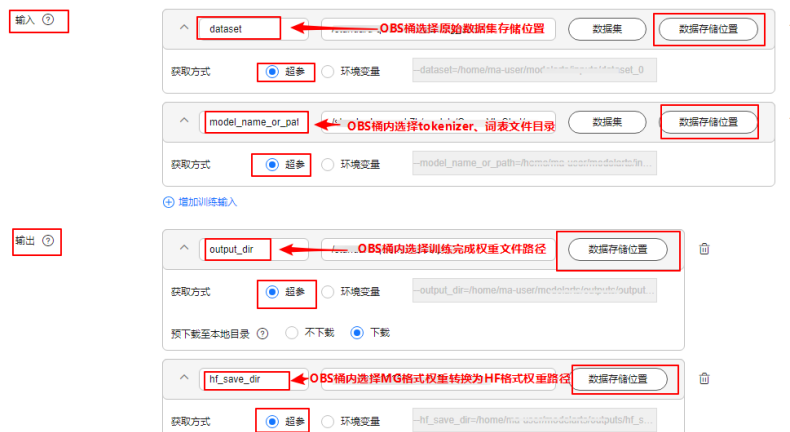 输入 ?
dataset OBS桶选择原始数据集存储位置 数据集 数据存储位置
获取方式 超参 环境变量 --dataset=/home/ma-user/modelarts/inputs/dataset_0
model_name_or_pat OBS桶内选择tokenizer、词表文件目录 数据集 数据存储位置
获取方式 超参 环境变量 --model_name_or_path=/home/ma-user/modelarts/in...
增加训练输入
输出 ?
output_dir OBS桶内选择训练完成权重文件路径 数据存储位置
获取方式 超参 环境变量 --output_dir=/home/ma-user/modelarts/outputs/output...
预下载至本地目录 ? 不下载 下载
hf_save_dir OBS桶内选择MG格式权重转换为HF格式权重路径 数据存储位置
获取方式 超参 环境变量 --hf_save_dir=/home/ma-user/modelarts/outputs/hf_s...